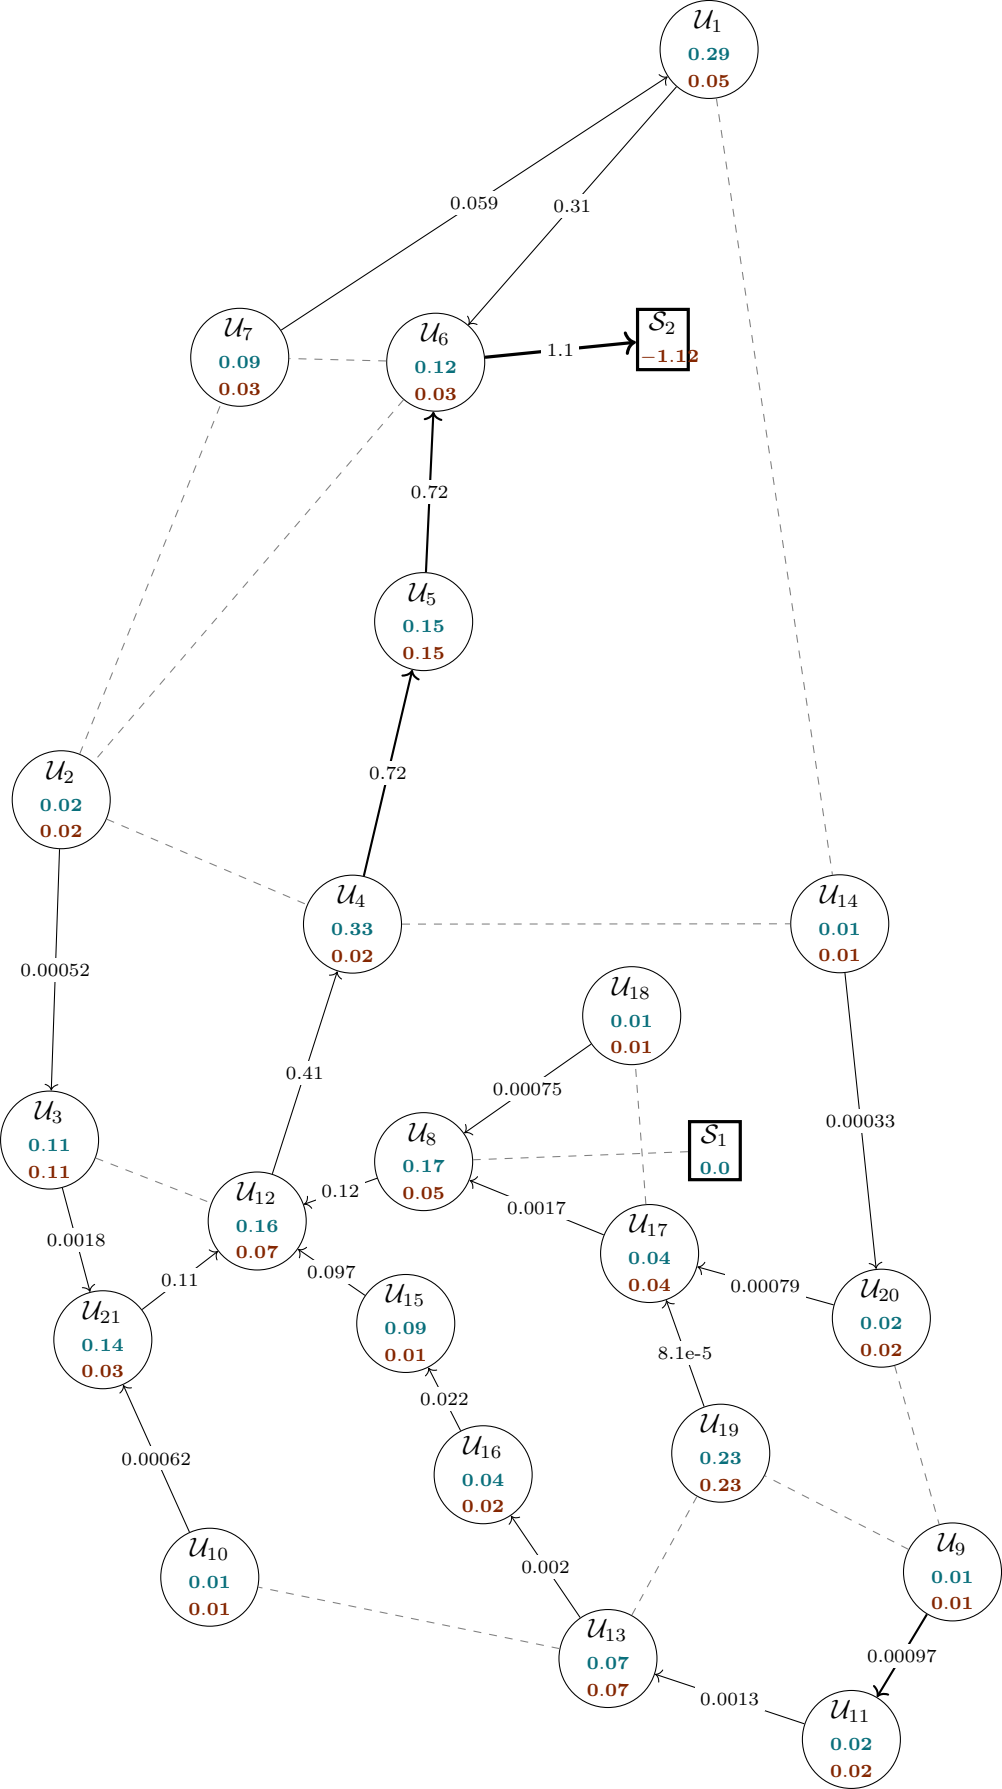 𝒰1
0.29
0.05
0.059
0.31
𝒰7
0.09
0.03
𝒰6
0.12
0.03
1.1
𝒮2
−1.12
0.72
𝒰5
0.15
0.15
0.72
𝒰2
0.02
0.02
𝒰4
0.33
0.02
𝒰14
0.01
0.01
0.00052
𝒰18
0.01
0.01
0.41
0.00075
0.00033
𝒰3
0.11
0.11
𝒰8
0.17
0.05
𝒮1
0.0
𝒰12
0.16
0.07
0.12
0.0017
0.0018
𝒰17
0.04
0.04
0.11
0.097
0.00079
𝒰21
0.14
0.03
𝒰15
0.09
0.01
𝒰20
0.02
0.02
8.1e-5
0.022
𝒰19
0.23
0.23
0.00062
𝒰16
0.04
0.02
𝒰10
0.01
0.01
0.002
𝒰9
0.01
0.01
𝒰13
0.07
0.07
0.00097
0.0013
𝒰11
0.02
0.02